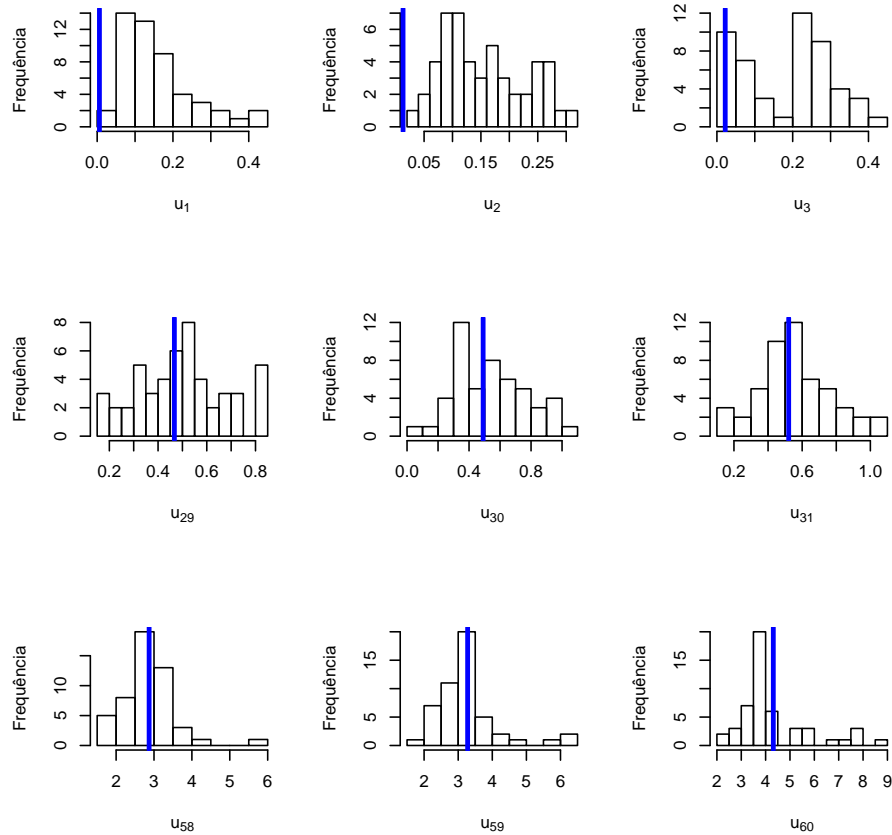 Frequência
0 4 8 12
0.0 0.2 0.4
u1
Frequência
0 2 4 6
0.05 0.15 0.25
u2
Frequência
0 4 8 12
0.0 0.2 0.4
u3
Frequência
0 2 4 6 8
0.2 0.4 0.6 0.8
u29
Frequência
0 4 8 12
0.0 0.4 0.8
u30
Frequência
0 4 8 12
0.2 0.6 1.0
u31
Frequência
0 5 10
2 3 4 5 6
u58
Frequência
0 5 15
2 3 4 5 6
u59
Frequência
0 5 15
2 3 4 5 6 7 8 9
u60